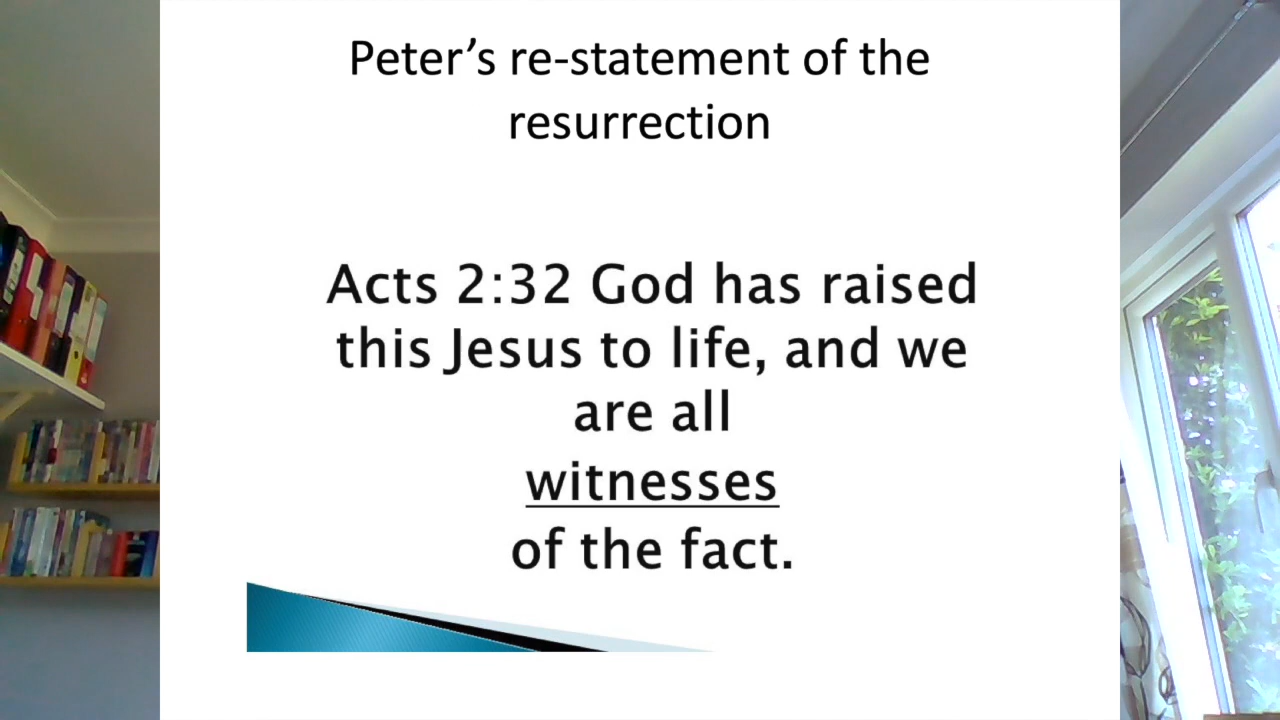 Peter’s re-statement of the
resurrection
Acts 2:32 God has raised
this Jesus to life, and we
are all
witnesses
of the fact.